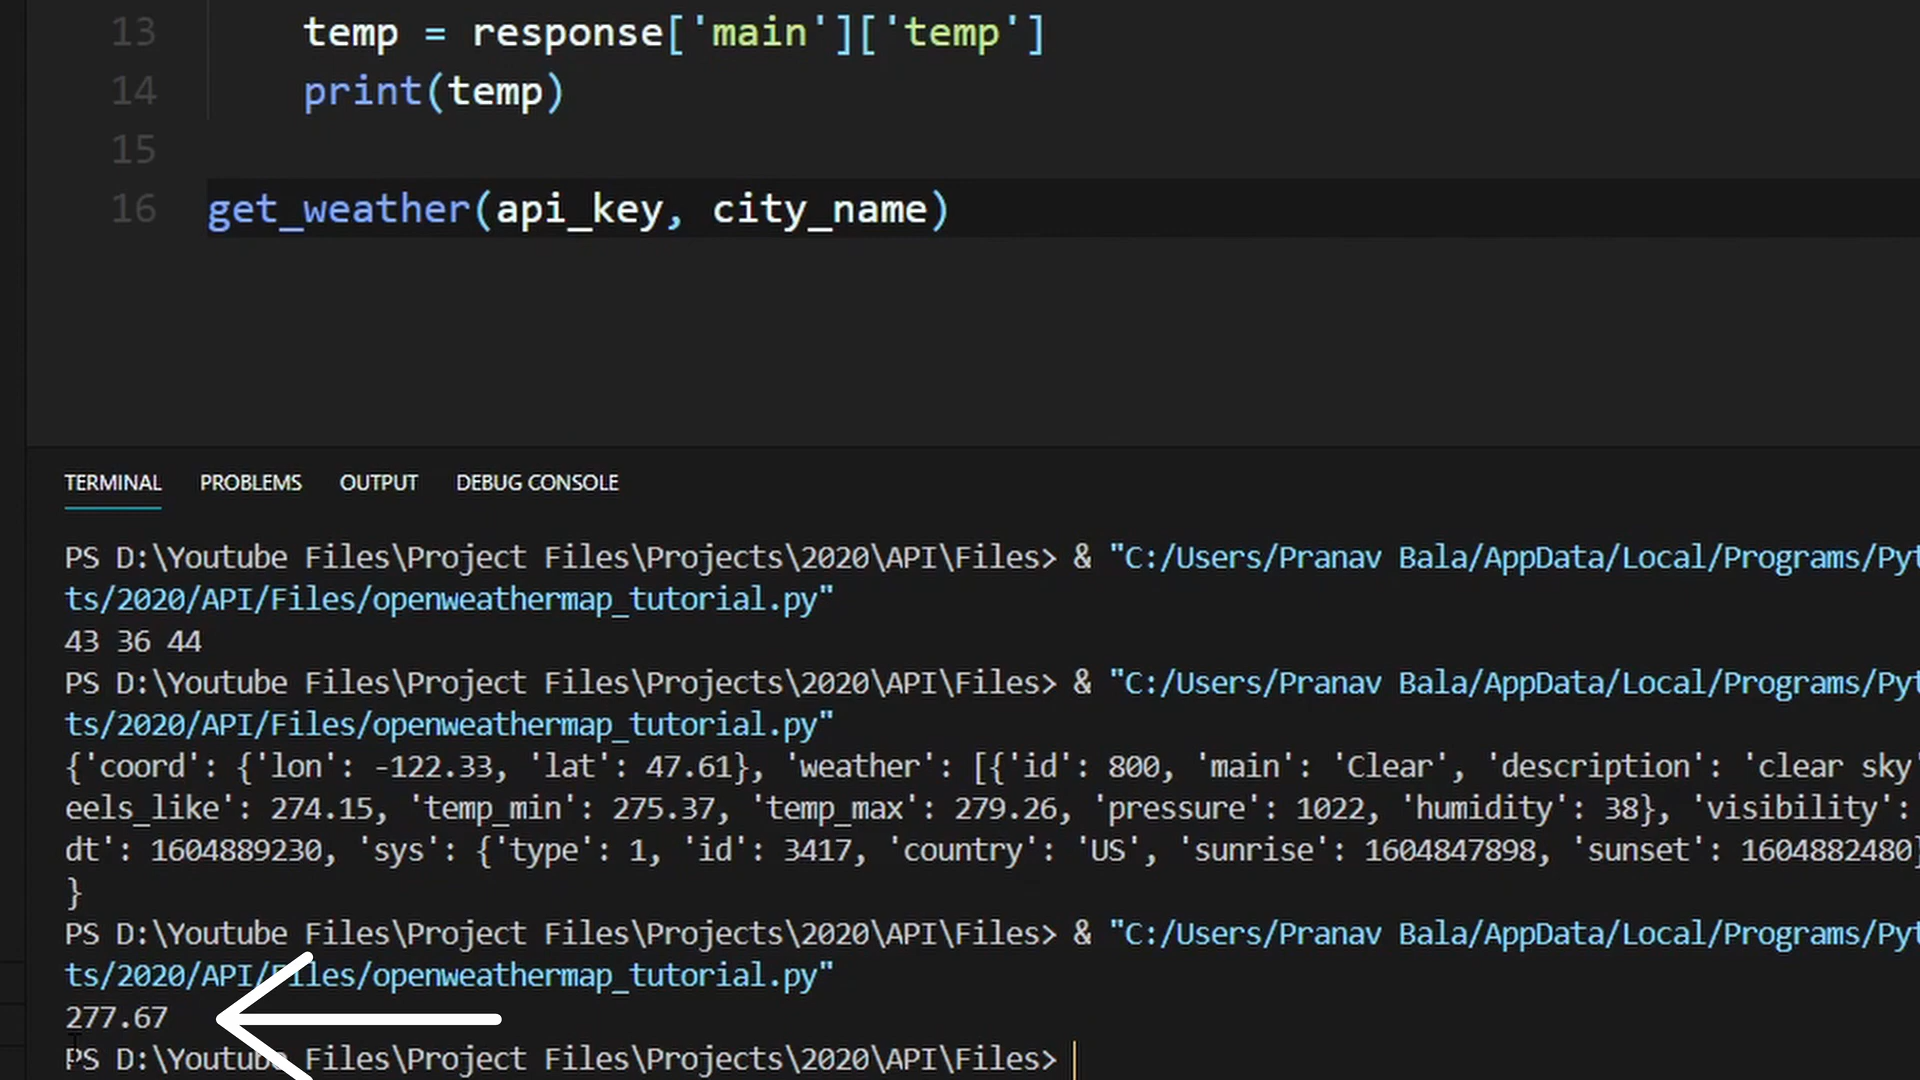 13 temp = response['main']['temp']
14 print(temp)
15
16 get_weather(api_key, city_name)
TERMINAL PROBLEMS OUTPUT DEBUG CONSOLE
PS D:\Youtube Files\Project Files\Projects\2020\API\Files> & "C:/Users/Pranav Bala/AppData/Local/Programs/Pyt
ts/2020/API/Files/openweathermap_tutorial.py"
43 36 44
PS D:\Youtube Files\Project Files\Projects\2020\API\Files> & "C:/Users/Pranav Bala/AppData/Local/Programs/Pyt
ts/2020/API/Files/openweathermap_tutorial.py"
{'coord': {'lon': -122.33, 'lat': 47.61}, 'weather': [{'id': 800, 'main': 'Clear', 'description': 'clear sky'
eels_like': 274.15, 'temp_min': 275.37, 'temp_max': 279.26, 'pressure': 1022, 'humidity': 38}, 'visibility':
dt': 1604889230, 'sys': {'type': 1, 'id': 3417, 'country': 'US', 'sunrise': 1604847898, 'sunset': 1604882480}
}
PS D:\Youtube Files\Project Files\Projects\2020\API\Files> & "C:/Users/Pranav Bala/AppData/Local/Programs/Pyt
ts/2020/API/Files/openweathermap_tutorial.py"
277.67
PS D:\Youtube Files\Project Files\Projects\2020\API\Files>